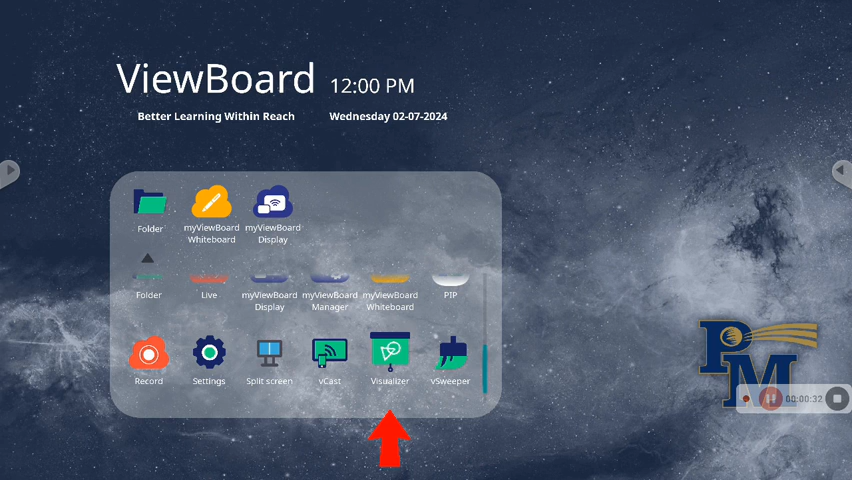 ViewBoard 12:00 PM
Better Learning Within Reach Wednesday 02-07-2024
Folder
myViewBoard
Whiteboard
myViewBoard
Display
Folder
Live
myViewBoard
Display
myViewBoard
Manager
myViewBoard
Whiteboard
PIP
Record
Settings
Split screen
vCast
Visualizer
vSweeper
PM
00:00:32